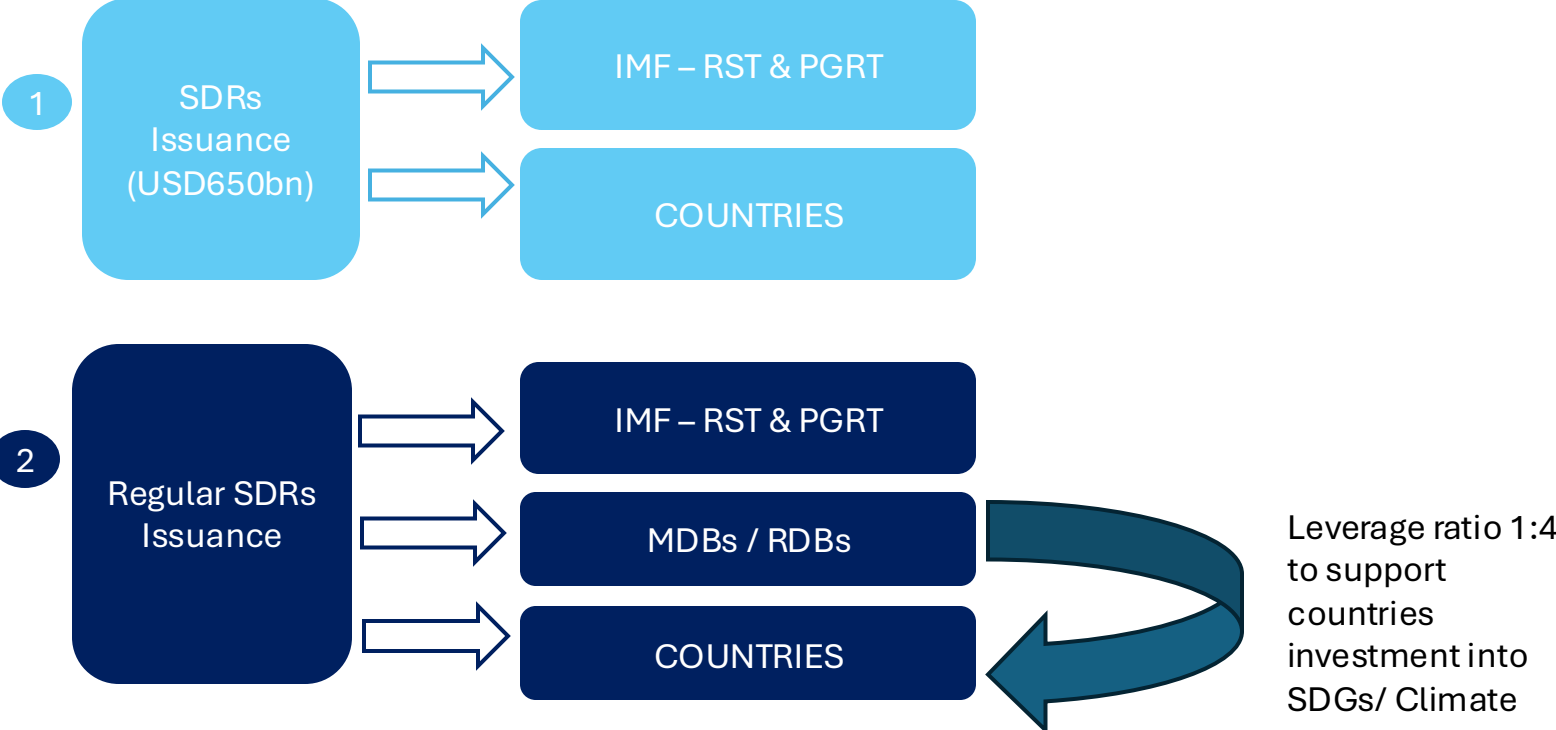 1
SDRs
Issuance
(USD650bn)
IMF – RST & PGRT
COUNTRIES
2
Regular SDRs
Issuance
IMF – RST & PGRT
MDBs / RDBs
COUNTRIES
Leverage ratio 1:4
to support
countries
investment into
SDGs/ Climate